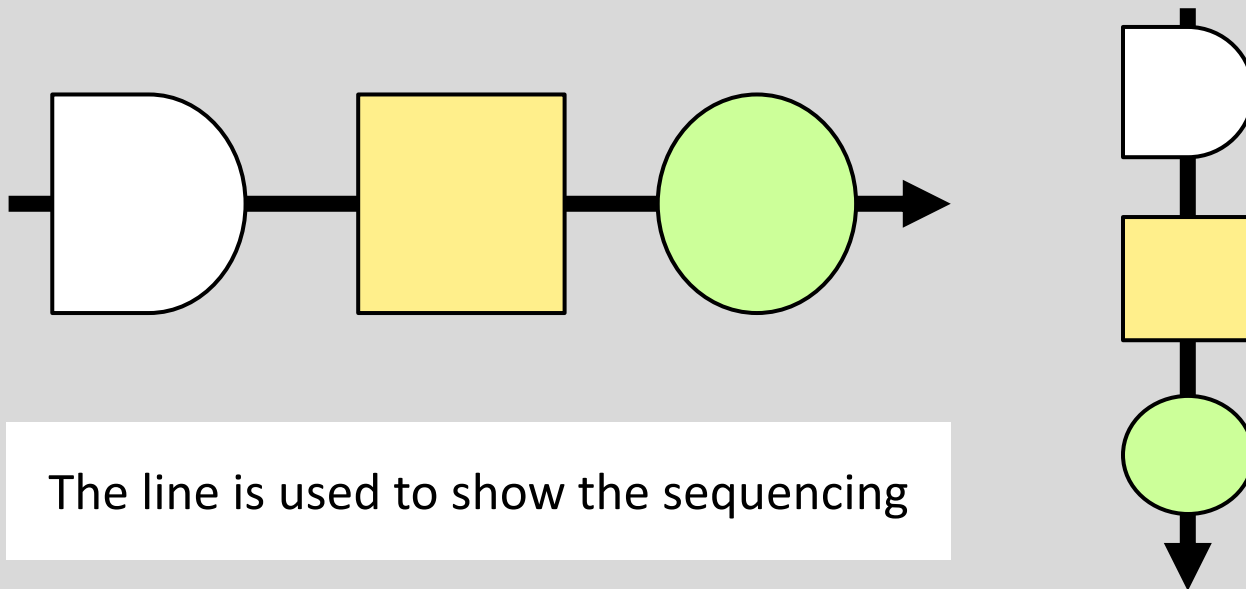 The line is used to show the sequencing